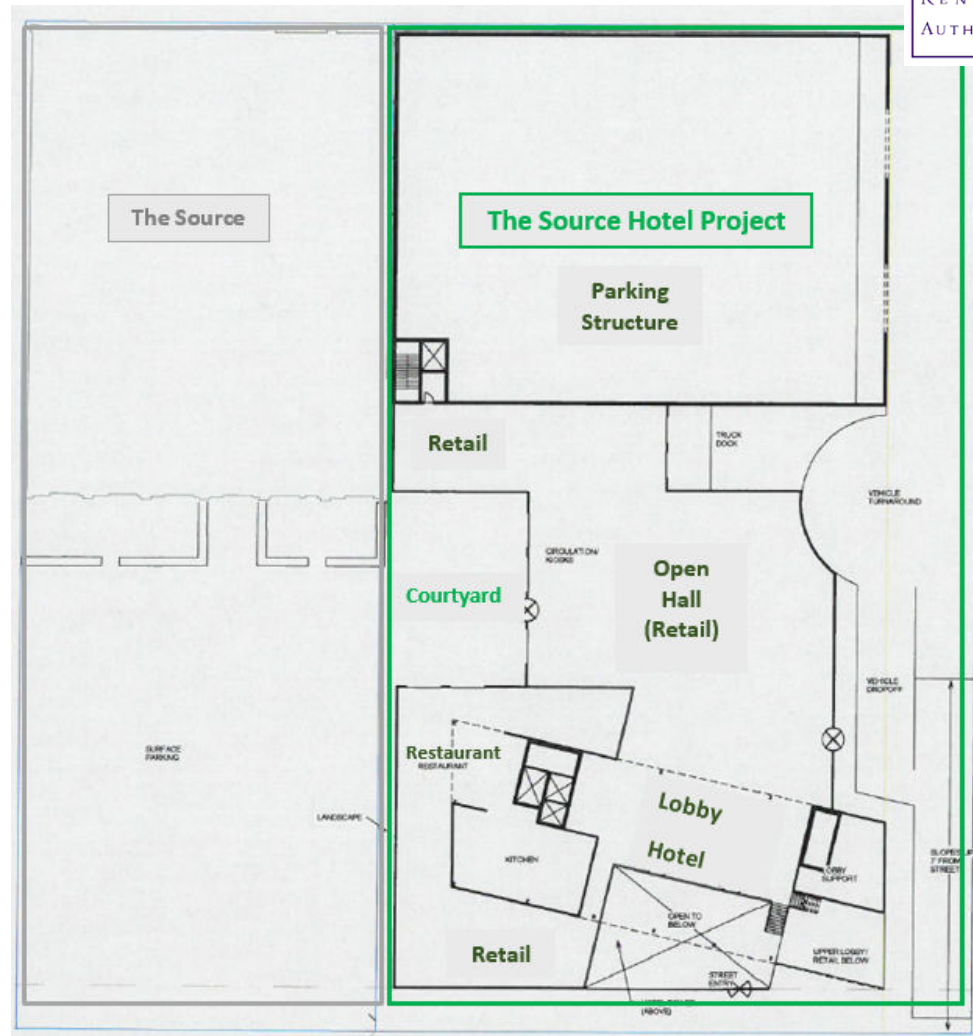 AUTH
The Source
The Source Hotel Project
Parking
Structure
Retail
TRUCK
DOCK
VEHICLE
TURNAROUND
CIRCULATION/
KIOSKS
Open
Hall
(Retail)
Courtyard
VEHICLE
DROPOFF
SURFACE
PARKING
Restaurant
RESTAURANT
Lobby
Hotel
LANDSCAPE
KITCHEN
LOBBY
SUPPORT
SLOPES UP
7' FROM
STREET
OPEN TO
BELOW
Retail
UPPER LOBBY/
RETAIL BELOW
STREET
ENTRY
(ABOVE)